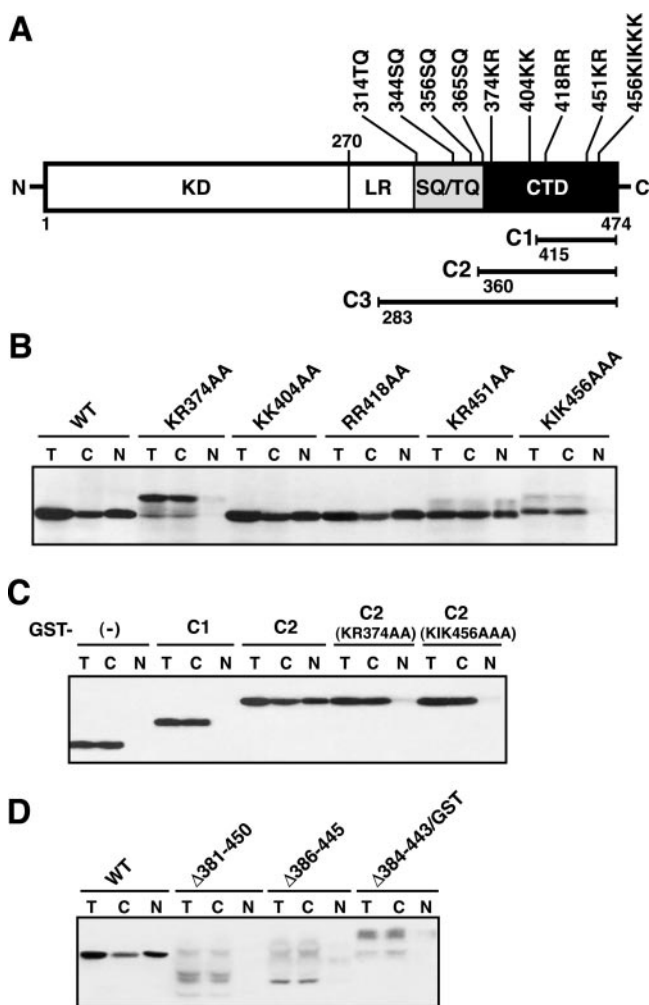 A
314TQ 344SQ 356SQ 365SQ 374KR 404KK 418RR 451KR 456KIKKK
270
N KD LR SQ/TQ CTD C
1 474
C1 415
C2 360
C3 283
B
WT KR374AA KK404AA RR418AA KR451AA KIK456AAA
T C N T C N T C N T C N T C N T C N
C
GST- (-) C1 C2 C2 (KR374AA) C2 (KIK456AAA)
T C N T C N T C N T C N T C N
D
WT Δ381-450 Δ386-445 Δ384-443/GST
T C N T C N T C N T C N